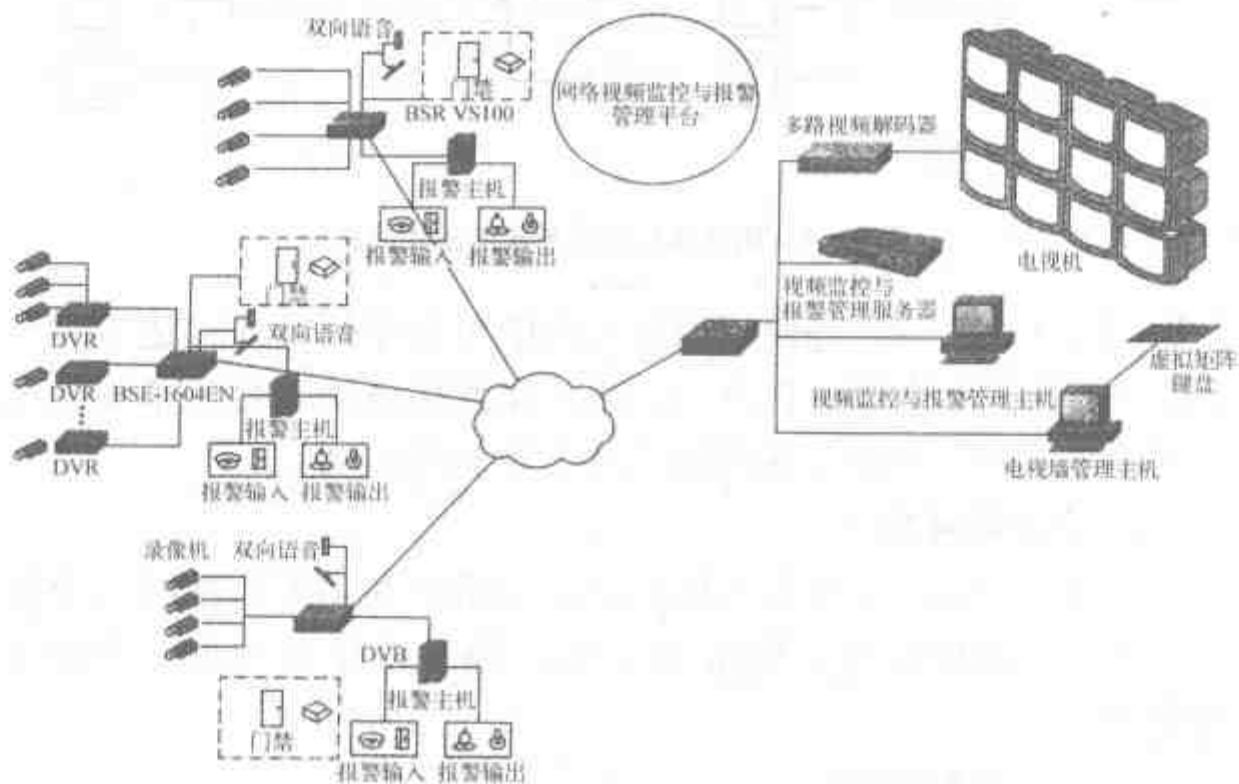 双向语音
门禁
BSR VS100
报警主机
报警输入
报警输出
网络视频监控与报警
管理平台
多路视频解码器
电视机
视频监控与
报警管理服务器
虚拟矩阵
键盘
视频监控与报警管理主机
电视墙管理主机
门禁
双向语音
DVR
DVR
BSE-1604EN
DVR
报警主机
报警输入
报警输出
录像机
双向语音
DVB
报警主机
门禁
报警输入
报警输出